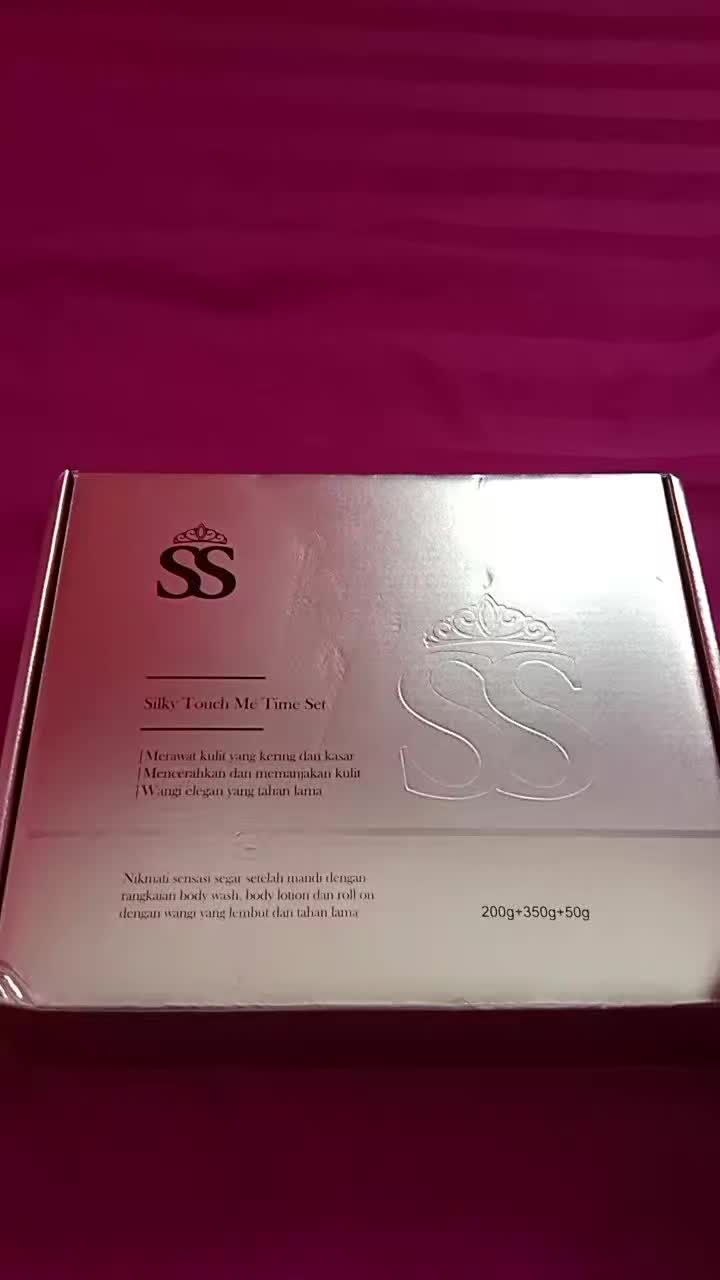 SS
Silky Touch Me Time Set
|Merawat kulit yang kering dan kasar
|Mencerahkan dan memanjakan kulit
|Wangi elegan yang tahan lama
SS
Nikmati sensasi segar setelah mandi dengan
rangkaian body wash, body lotion dan roll on
dengan wangi yang lembut dan tahan lama
200g+350g+50g